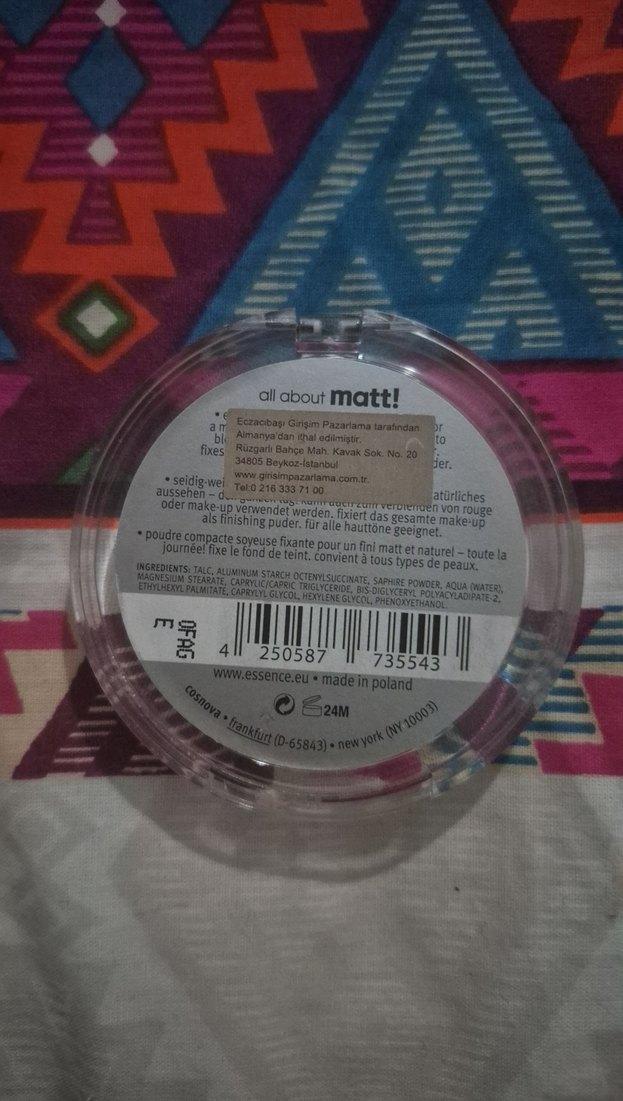 all about matt!
Eczacıbaşı Girişim Pazarlama tarafından
Almanya'dan ithal edilmiştir.
Rüzgarlı Bahçe Mah. Kavak Sok. No. 20
34805 Beykoz-İstanbul
www.girisimpazarlama.com.tr.
Tel:0 216 333 71 00
fixes
• seidig-
aussehen –
oder make-up verwendet werden. fixiert das gesamte make-up
als finishing puder. für alle hauttöne geeignet.
• poudre compacte soyeuse fixante pour un fini matt et naturel – toute la
journée! fixe le fond de teint. convient à tous types de peaux.
INGREDIENTS: TALC, ALUMINUM STARCH OCTENYLSUCCINATE, SAPHIRE POWDER, AQUA (WATER),
MAGNESIUM STEARATE, CAPRYLIC/CAPRIC TRIGLYCERIDE, BIS-DIGLYCERYL POLYACYLADIPATE-2,
ETHYLHEXYL PALMITATE, CAPRYLYL GLYCOL, HEXYLENE GLYCOL, PHENOXYETHANOL.
0FAG
E
4 250587 735543
www.essence.eu • made in poland
24M
cosnova • frankfurt (D-65843) • new york (NY 10003)